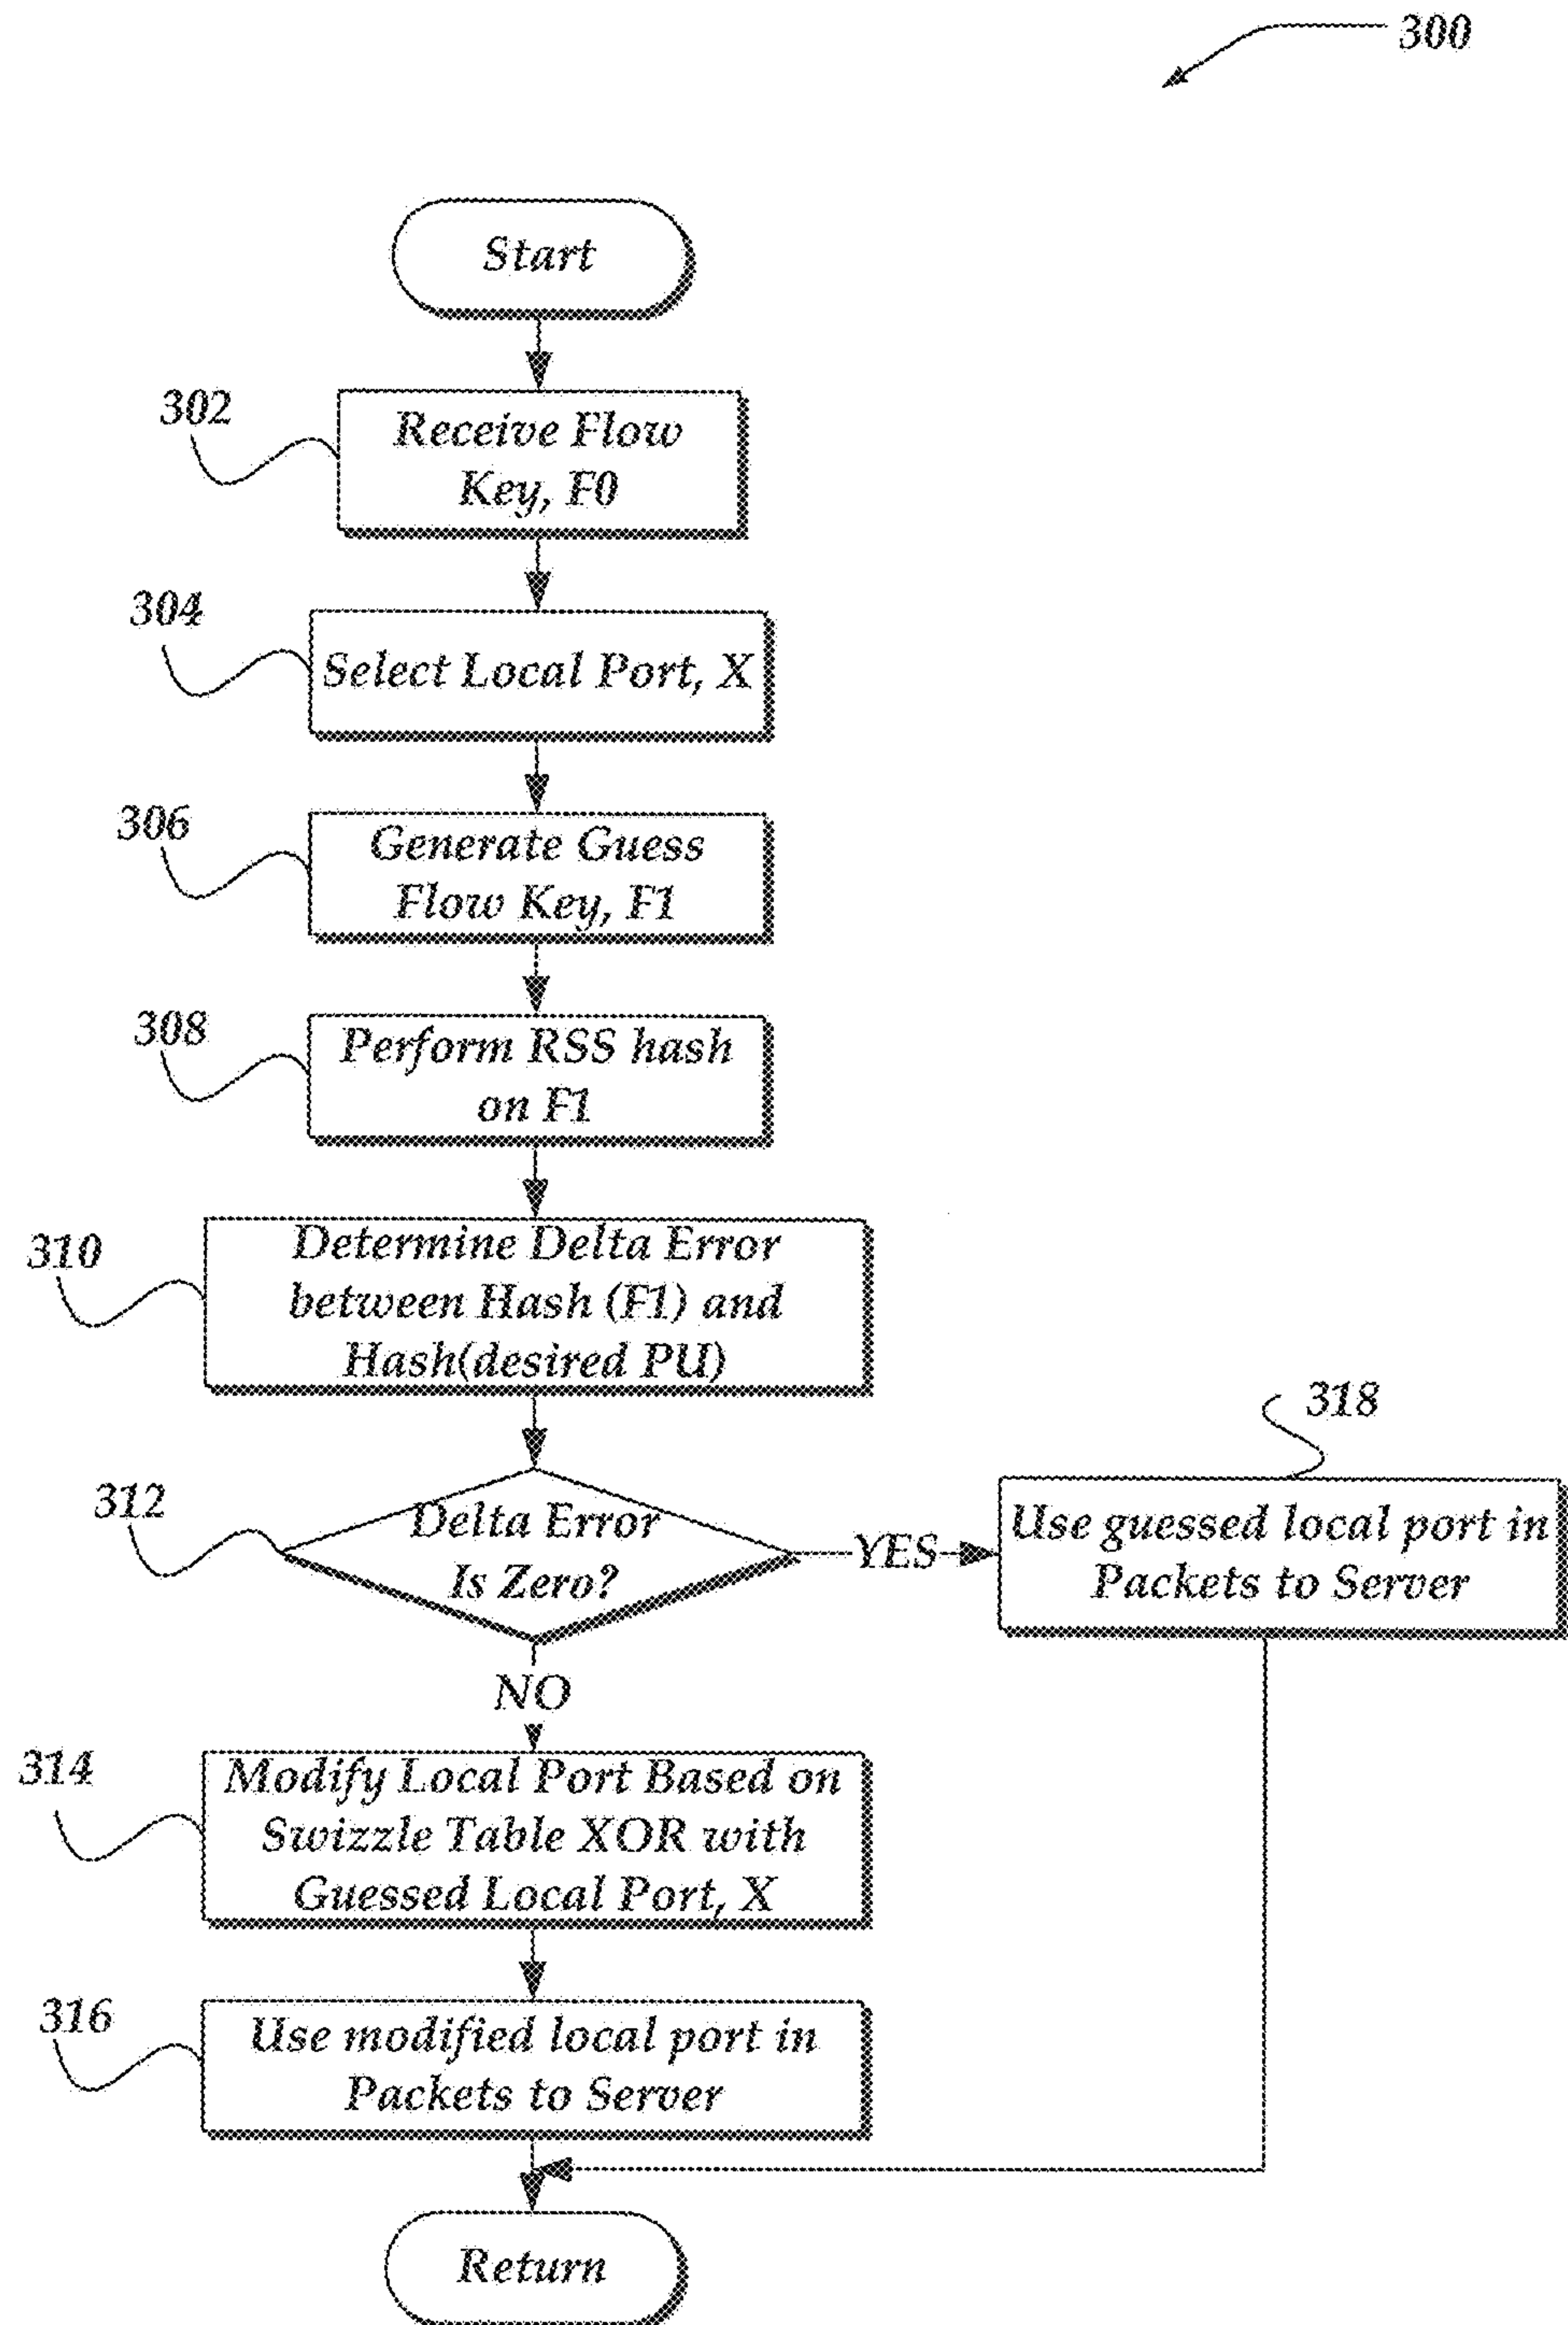 300
Start
302
Receive Flow
Key, F0
304
Select Local Port, X
306
Generate Guess
Flow Key, F1
308
Perform RSS hash
on F1
310
Determine Delta Error
between Hash (F1) and
Hash(desired PU)
312
Delta Error
Is Zero?
YES
318
Use guessed local port in
Packets to Server
NO
314
Modify Local Port Based on
Swizzle Table XOR with
Guessed Local Port, X
316
Use modified local port in
Packets to Server
Return